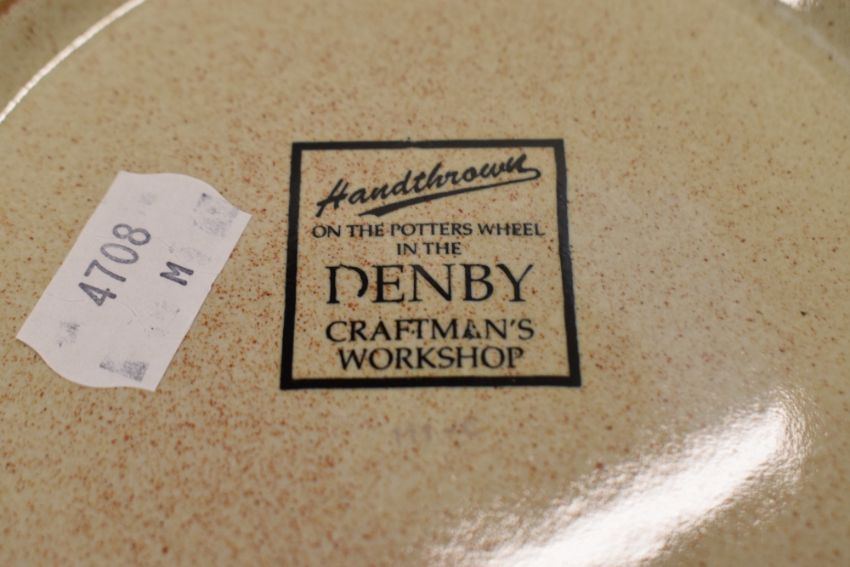 Handthrown
ON THE POTTERS WHEEL
IN THE
DENBY
CRAFTMAN'S
WORKSHOP
4708
M